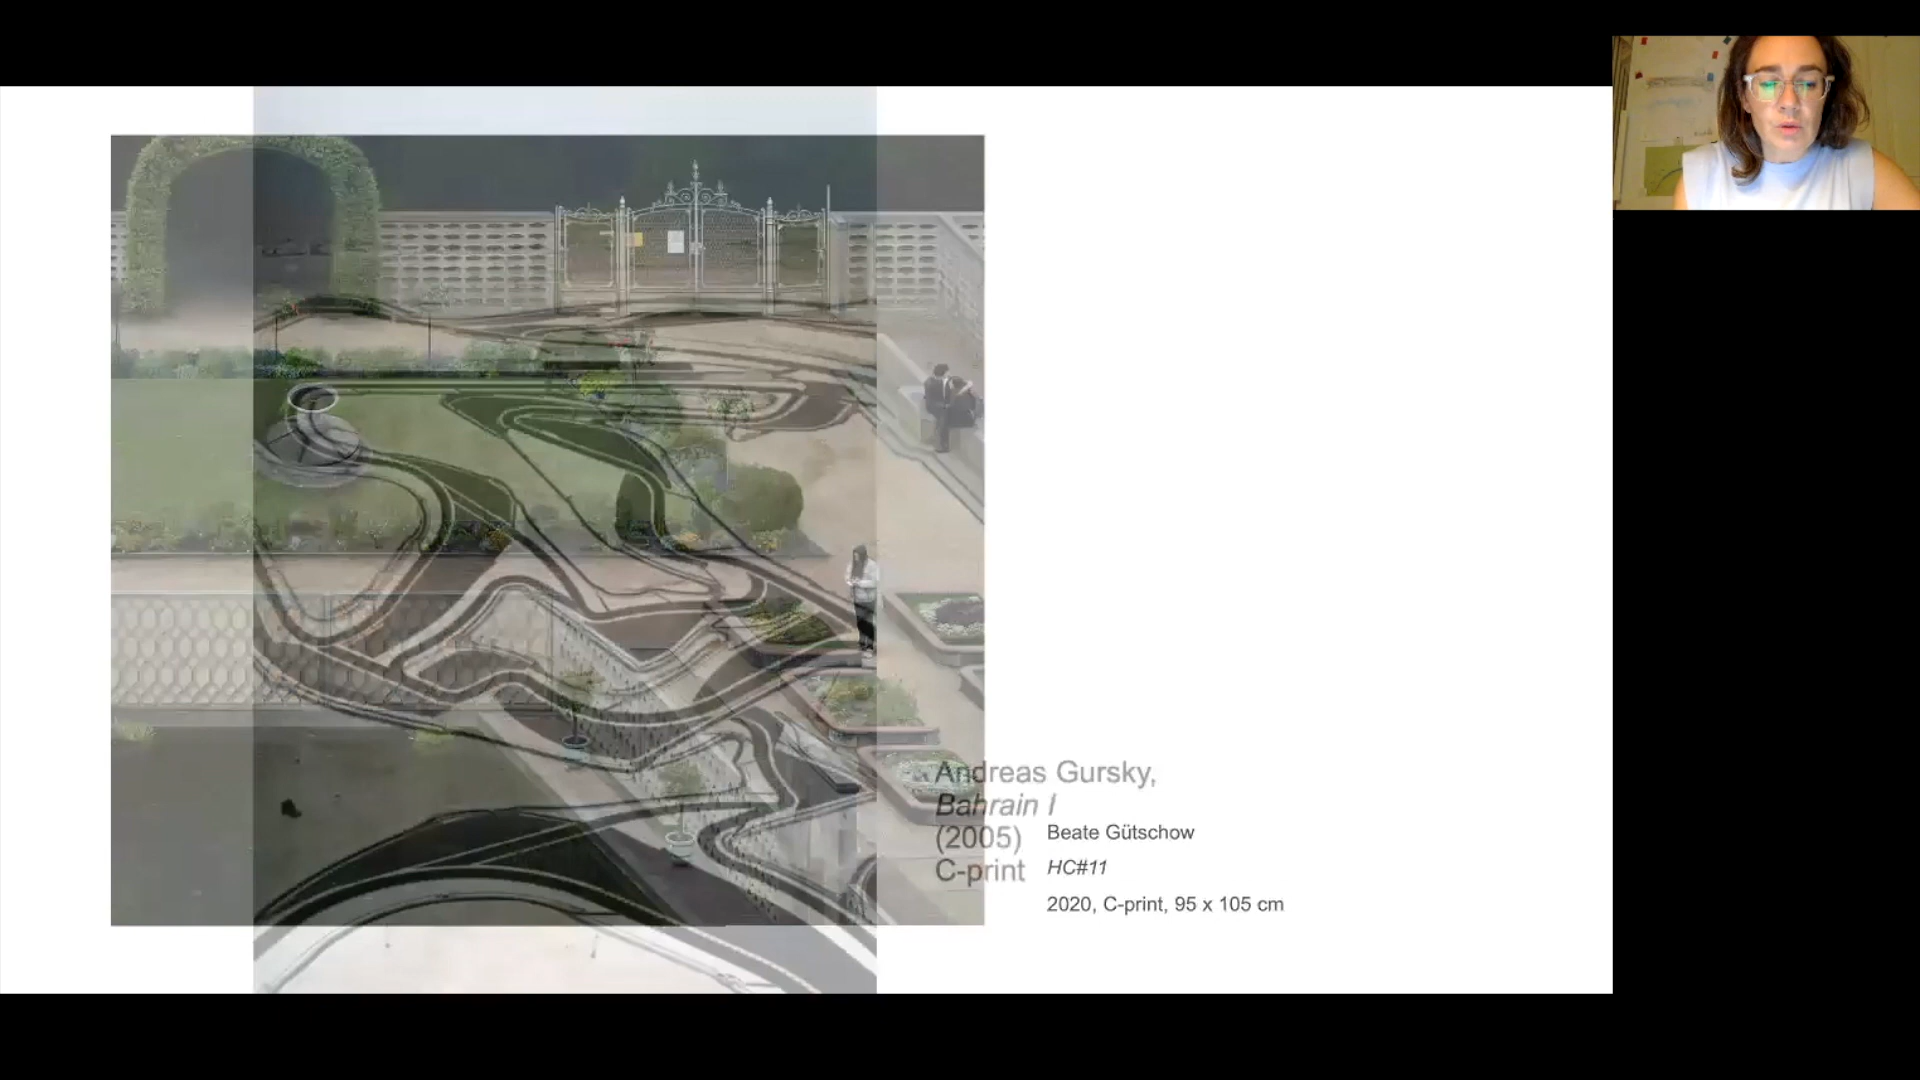 Andreas Gursky,
Bahrain I
(2005)
C-print
Beate Gütschow
HC#11
2020, C-print, 95 x 105 cm